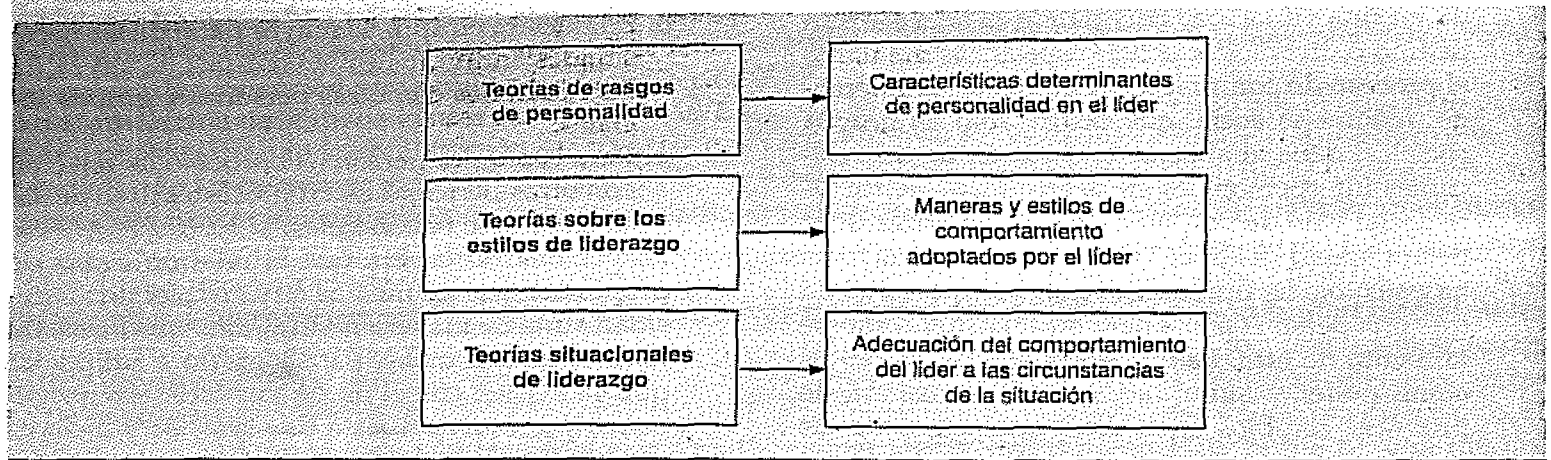 Teorías de rasgos
de personalidad
Características determinantes
de personalidad en el líder
Teorías sobre los
estilos de liderazgo
Maneras y estilos de
comportamiento
adoptados por el líder
Teorías situacionales
de liderazgo
Adecuación del comportamiento
del líder a las circunstancias
de la situación